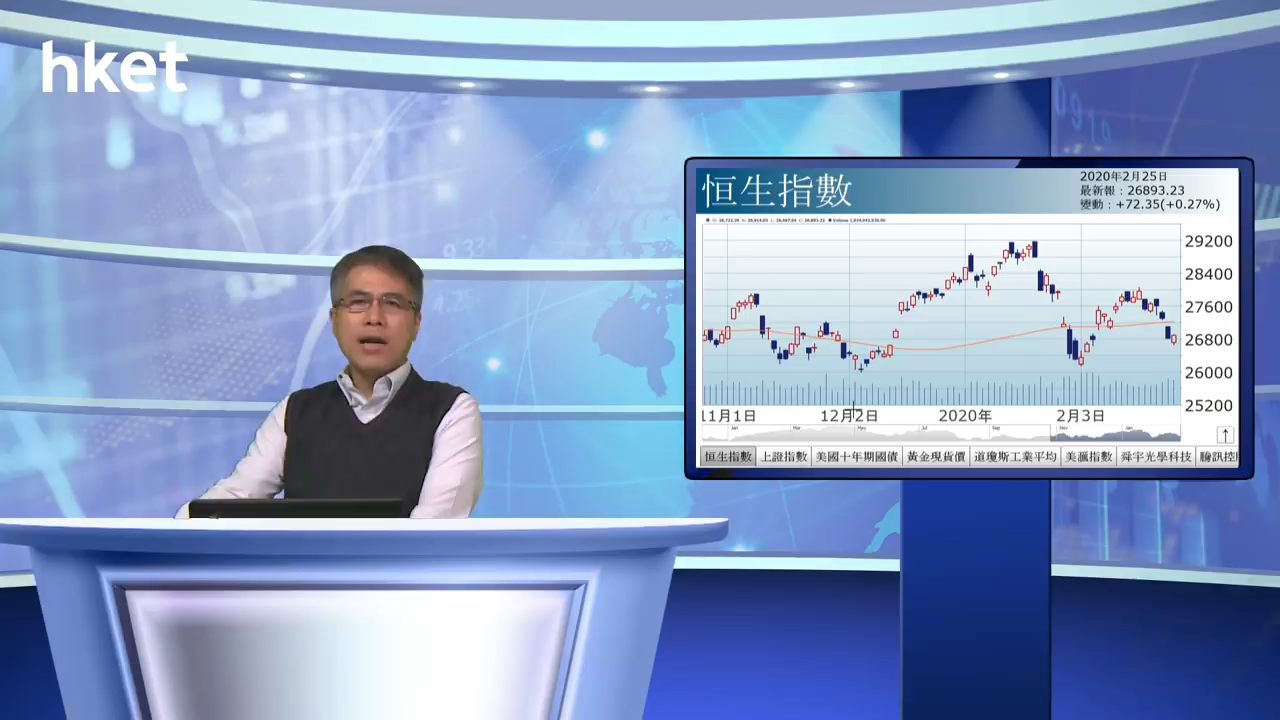 hket
恒生指數
2020年2月25日
最新報：26893.23
變動：+72.35(+0.27%)
29200
28400
27600
26800
26000
25200
11月1日
12月2日
2020年
2月3日
恒生指數
上證指數
美國十年期國債
黃金現貨價
道瓊斯工業平均
美滙指數
舜宇光學科技
騰訊控